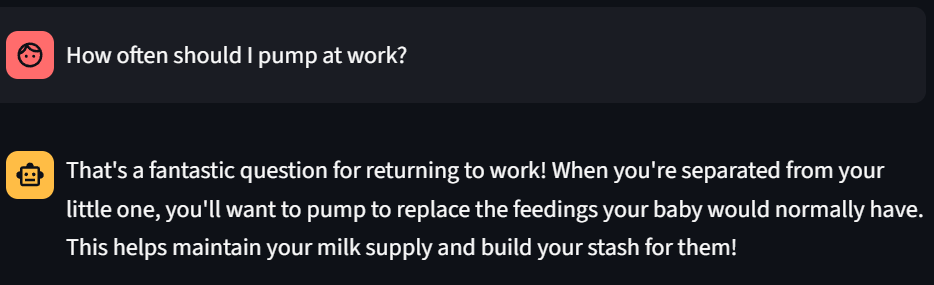 How often should I pump at work?
That's a fantastic question for returning to work! When you're separated from your
little one, you'll want to pump to replace the feedings your baby would normally have.
This helps maintain your milk supply and build your stash for them!